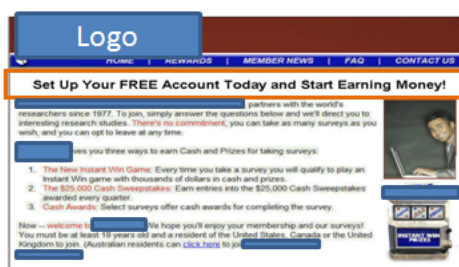 Logo
HOME | REWARDS | MEMBER NEWS | FAQ | CONTACT US
Set Up Your FREE Account Today and Start Earning Money!
partners with the world's
researchers since 1977. To join, simply answer the questions below and we'll direct you to
interesting research studies. There's no commitment, you can take as many surveys as you
wish, and you can opt to leave at any time.
ves you three ways to earn Cash and Prizes for taking surveys:
1. The New Instant Win Game: Every time you take a survey you will qualify to play an
Instant Win game with thousands of dollars in cash and prizes.
2. The $25,000 Cash Sweepstakes: Earn entries into the $25,000 Cash Sweepstakes
awarded every quarter.
3. Cash Awards: Select surveys offer cash awards for completing the survey.
Now -- welcome to We hope you'll enjoy your membership and our surveys!
You must be at least 18 years old and a resident of the United States, Canada or the United
Kingdom to join. (Australian residents can click here to joi
INSTANT WIN
PRIZES